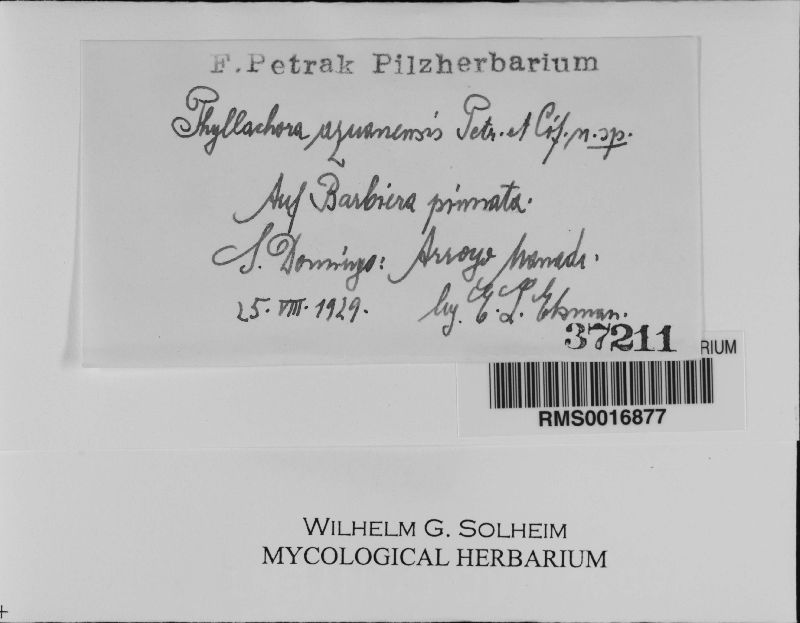 F. Petrak Pilzherbarium
Phyllachora azuanensis Petr. et Cif. n. sp.
Auf Barbiera pinnata.
S. Domingo: Arroyo
25. VIII. 1929. leg. E. L. Ekman.
37211
RIUM
RMS0016877
WILHELM G. SOLHEIM
MYCOLOGICAL HERBARIUM